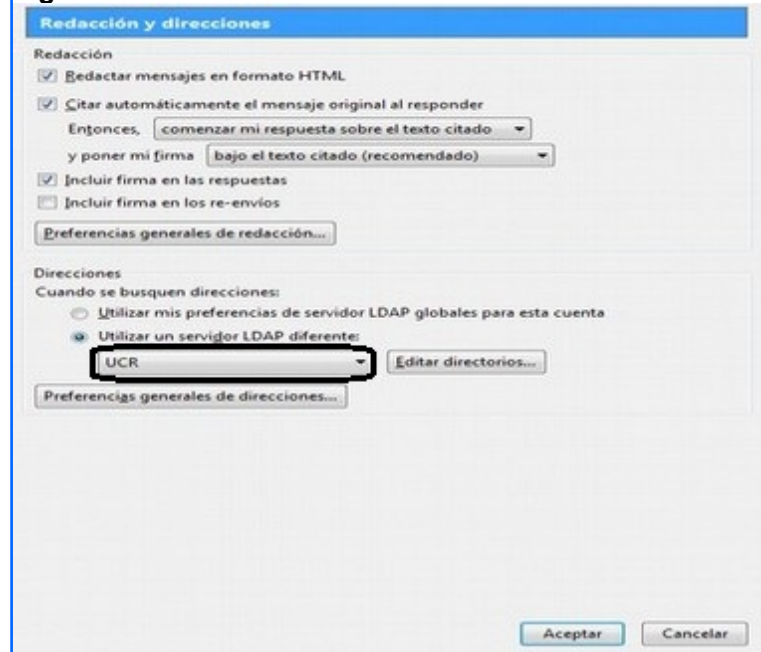 Redacción y direcciones
Redacción
Redactar mensajes en formato HTML
Citar automáticamente el mensaje original al responder
Entonces, comenzar mi respuesta sobre el texto citado
y poner mi firma bajo el texto citado (recomendado)
Incluir firma en las respuestas
Incluir firma en los re-envíos
Preferencias generales de redacción...
Direcciones
Cuando se busquen direcciones:
Utilizar mis preferencias de servidor LDAP globales para esta cuenta
Utilizar un servidor LDAP diferente:
UCR Editar directorios...
Preferencias generales de direcciones...
Aceptar Cancelar